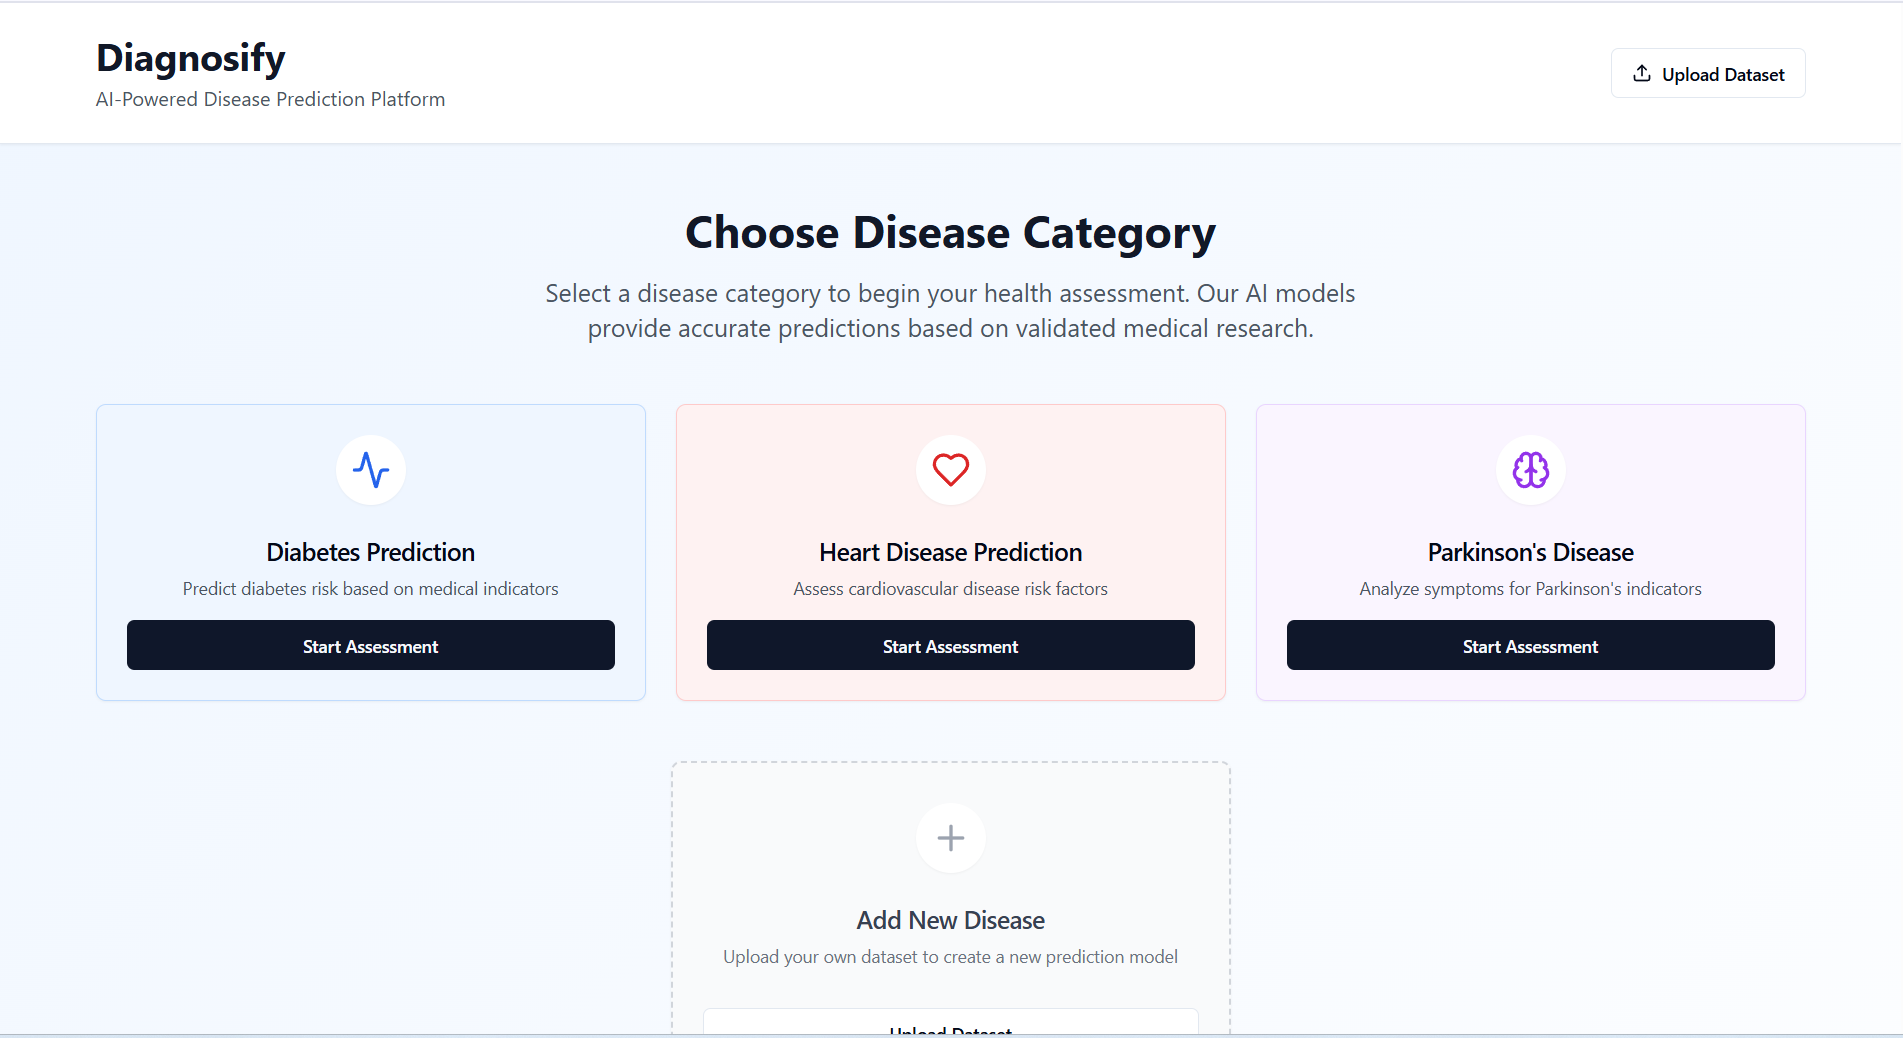 Diagnosify
AI-Powered Disease Prediction Platform
Upload Dataset
Choose Disease Category
Select a disease category to begin your health assessment. Our AI models
provide accurate predictions based on validated medical research.
Diabetes Prediction
Predict diabetes risk based on medical indicators
Start Assessment
Heart Disease Prediction
Assess cardiovascular disease risk factors
Start Assessment
Parkinson's Disease
Analyze symptoms for Parkinson's indicators
Start Assessment
Add New Disease
Upload your own dataset to create a new prediction model
Upload Dataset